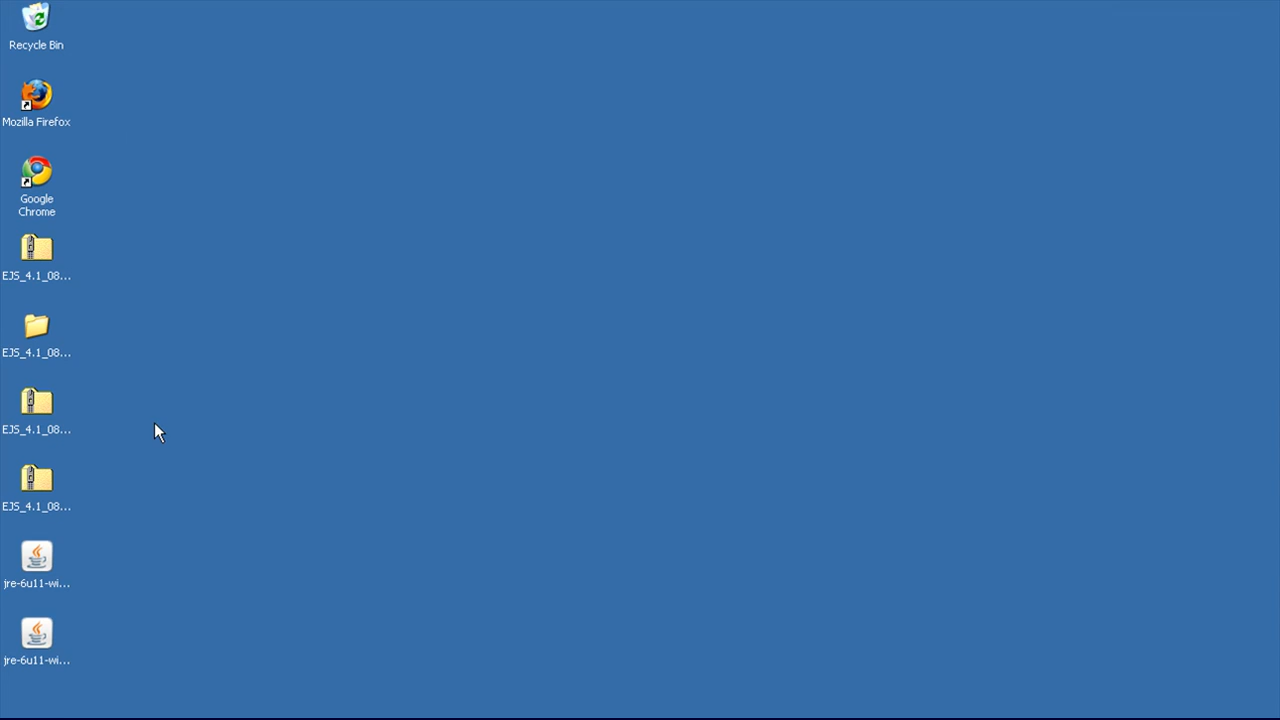 Recycle Bin
Mozilla Firefox
Google
Chrome
EJS_4.1_08...
EJS_4.1_08...
EJS_4.1_08...
EJS_4.1_08...
jre-6u11-wi...
jre-6u11-wi...